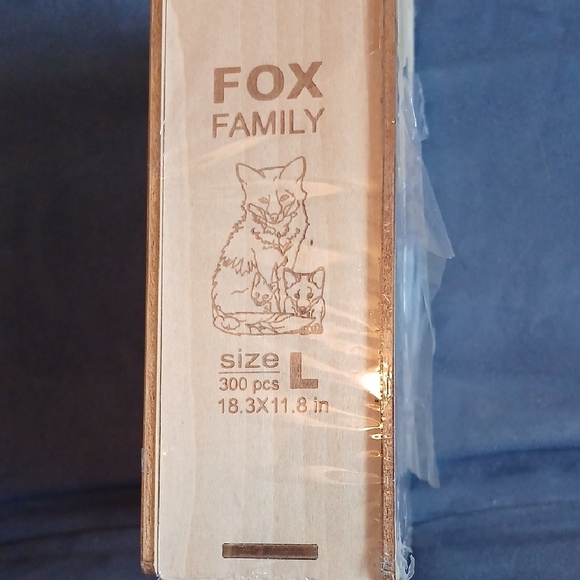 FOX
FAMILY
size L
300 pcs
18.3X11.8 in